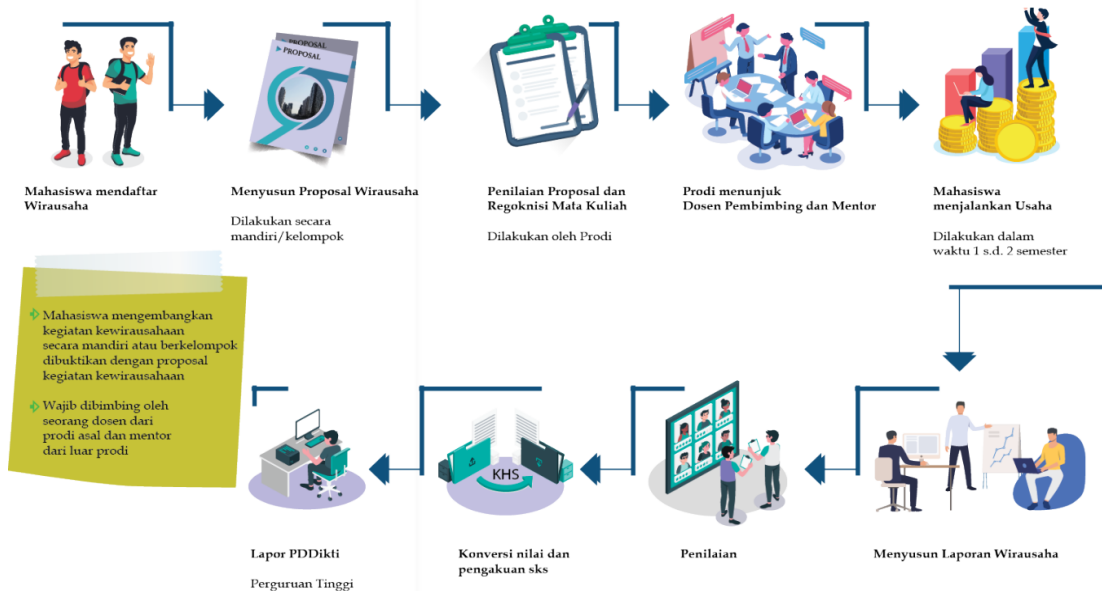 PROPOSAL
PROPOSAL
Mahasiswa mendaftar
Wirausaha
Menyusun Proposal Wirausaha
Dilakukan secara
mandiri/kelompok
Penilaian Proposal dan
Regoknisi Mata Kuliah
Dilakukan oleh Prodi
Prodi menunjuk
Dosen Pembimbing dan Mentor
Mahasiswa
menjalankan Usaha
Dilakukan dalam
waktu 1 s.d. 2 semester
Mahasiswa mengembangkan
kegiatan kewirausahaan
secara mandiri atau berkelompok
dibuktikan dengan proposal
kegiatan kewirausahaan
Wajib dibimbing oleh
seorang dosen dari
prodi asal dan mentor
dari luar prodi
Menyusun Laporan Wirausaha
Penilaian
KHS
Konversi nilai dan
pengakuan sks
Lapor PDDikti
Perguruan Tinggi